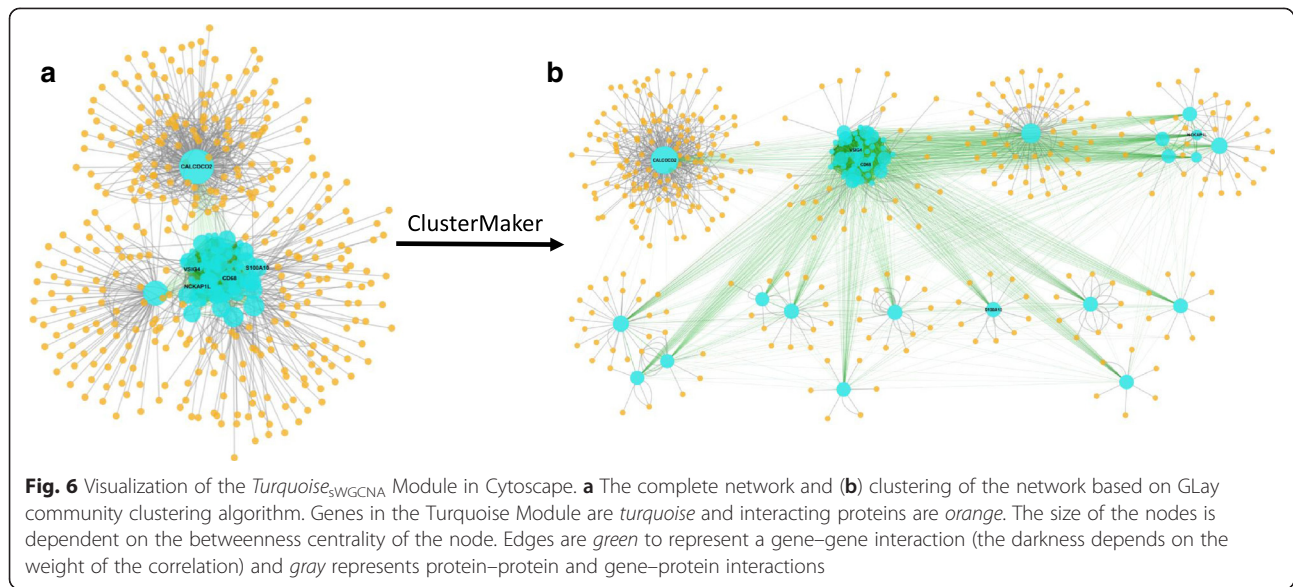 a
b
CALCOCO2
VSIG4
S100A16
CD68
NCKAP1L
ClusterMaker
CALCOCO2
VSIG4
CD68
NCKAP1L
Fig. 6 Visualization of the TurquoisesWGCNA Module in Cytoscape. a The complete network and (b) clustering of the network based on GLay
community clustering algorithm. Genes in the Turquoise Module are turquoise and interacting proteins are orange. The size of the nodes is
dependent on the betweenness centrality of the node. Edges are green to represent a gene–gene interaction (the darkness depends on the
weight of the correlation) and gray represents protein–protein and gene–protein interactions